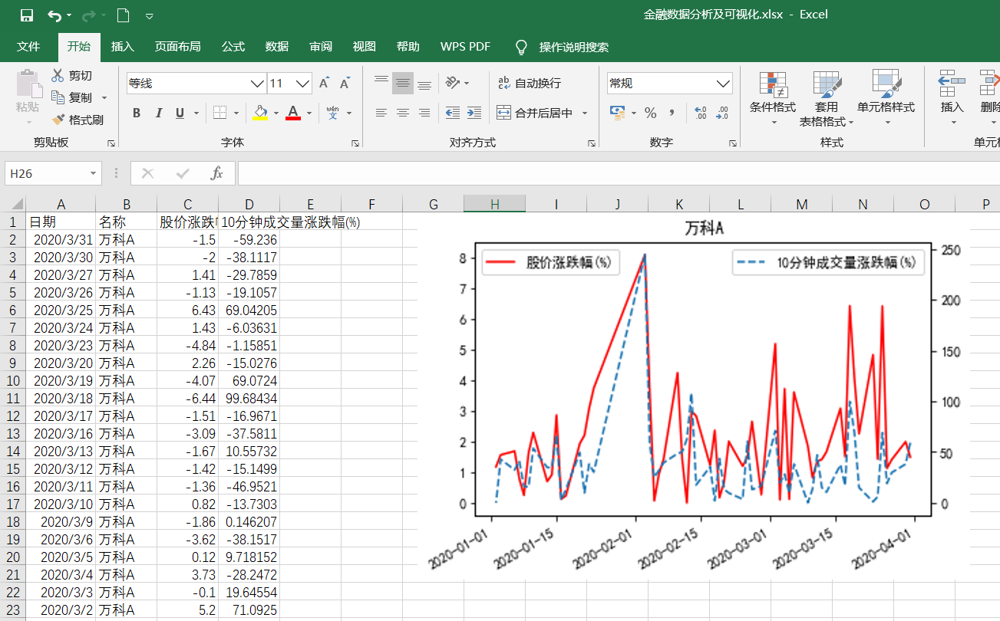 金融数据分析及可视化.xlsx - Excel
文件 开始 插入 页面布局 公式 数据 审阅 视图 帮助 WPS PDF 操作说明搜索
粘贴 剪切 复制 格式刷
等线 11 A A
B I U A wén 文
ab 自动换行
合并后居中
常规
% ,
条件格式 套用表格格式 单元格样式 插入 删除
剪贴板 字体 对齐方式 数字 样式 单元格
H26 fx
A B C D E F G H I J K L M N O P
1 日期 名称 股价涨跌幅 10分钟成交量涨跌幅(%)
2 2020/3/31 万科A -1.5 -59.236
3 2020/3/30 万科A -2 -38.1117
4 2020/3/27 万科A 1.41 -29.7859
5 2020/3/26 万科A -1.13 -19.1057
6 2020/3/25 万科A 6.43 69.04205
7 2020/3/24 万科A 1.43 -6.03631
8 2020/3/23 万科A -4.84 -1.15851
9 2020/3/20 万科A 2.26 -15.0276
10 2020/3/19 万科A -4.07 69.0724
11 2020/3/18 万科A -6.44 99.68434
12 2020/3/17 万科A -1.51 -16.9671
13 2020/3/16 万科A -3.09 -37.5811
14 2020/3/13 万科A -1.67 10.55732
15 2020/3/12 万科A -1.42 -15.1499
16 2020/3/11 万科A -1.36 -46.9521
17 2020/3/10 万科A 0.82 -13.7303
18 2020/3/9 万科A -1.86 0.146207
19 2020/3/6 万科A -3.62 -38.1517
20 2020/3/5 万科A 0.12 9.718152
21 2020/3/4 万科A 3.73 -28.2472
22 2020/3/3 万科A -0.1 19.64554
23 2020/3/2 万科A 5.2 71.0925
万科A
股价涨跌幅(%)
10分钟成交量涨跌幅(%)
8
7
6
5
4
3
2
1
0
250
200
150
100
50
0
2020-01-01
2020-01-15
2020-02-01
2020-02-15
2020-03-01
2020-03-15
2020-04-01